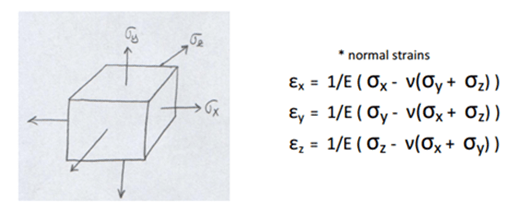 σy
σz
σx
* normal strains
εx = 1/E ( σx - ν(σy + σz) )
εy = 1/E ( σy - ν(σx + σz) )
εz = 1/E ( σz - ν(σx + σy) )